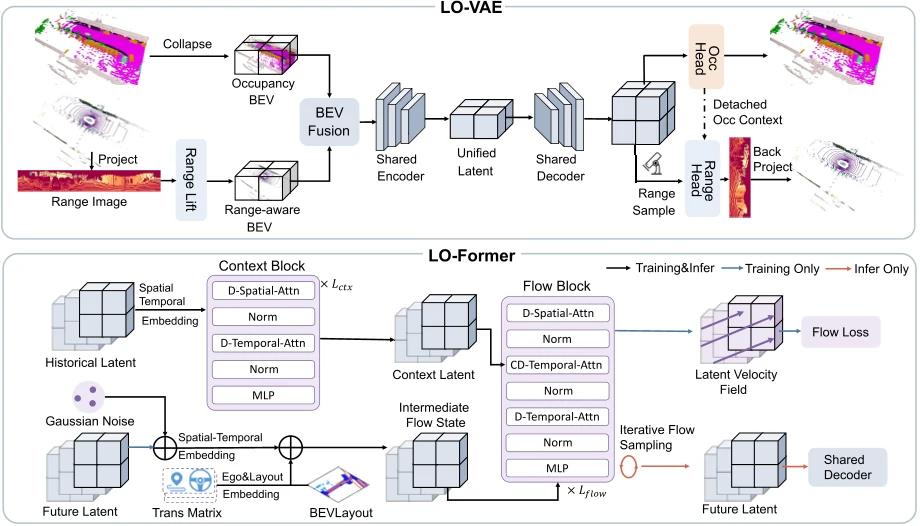 LO-VAE
Collapse
Occupancy
BEV
Project
Range Image
Range Lift
Range-aware
BEV
BEV
Fusion
Shared
Encoder
Unified
Latent
Shared
Decoder
Occ
Head
Detached
Occ Context
Range
Sample
Range
Head
Back
Project
LO-Former
Training&Infer
Training Only
Infer Only
Historical Latent
Spatial
Temporal
Embedding
Context Block
× L_ctx
D-Spatial-Attn
Norm
D-Temporal-Attn
Norm
MLP
Context Latent
Flow Block
D-Spatial-Attn
Norm
CD-Temporal-Attn
Norm
D-Temporal-Attn
Norm
MLP
× L_flow
Latent Velocity
Field
Flow Loss
Gaussian Noise
Future Latent
Spatial-Temporal
Embedding
Ego&Layout
Embedding
Trans Matrix
BEVLayout
Intermediate
Flow State
Iterative Flow
Sampling
Future Latent
Shared
Decoder